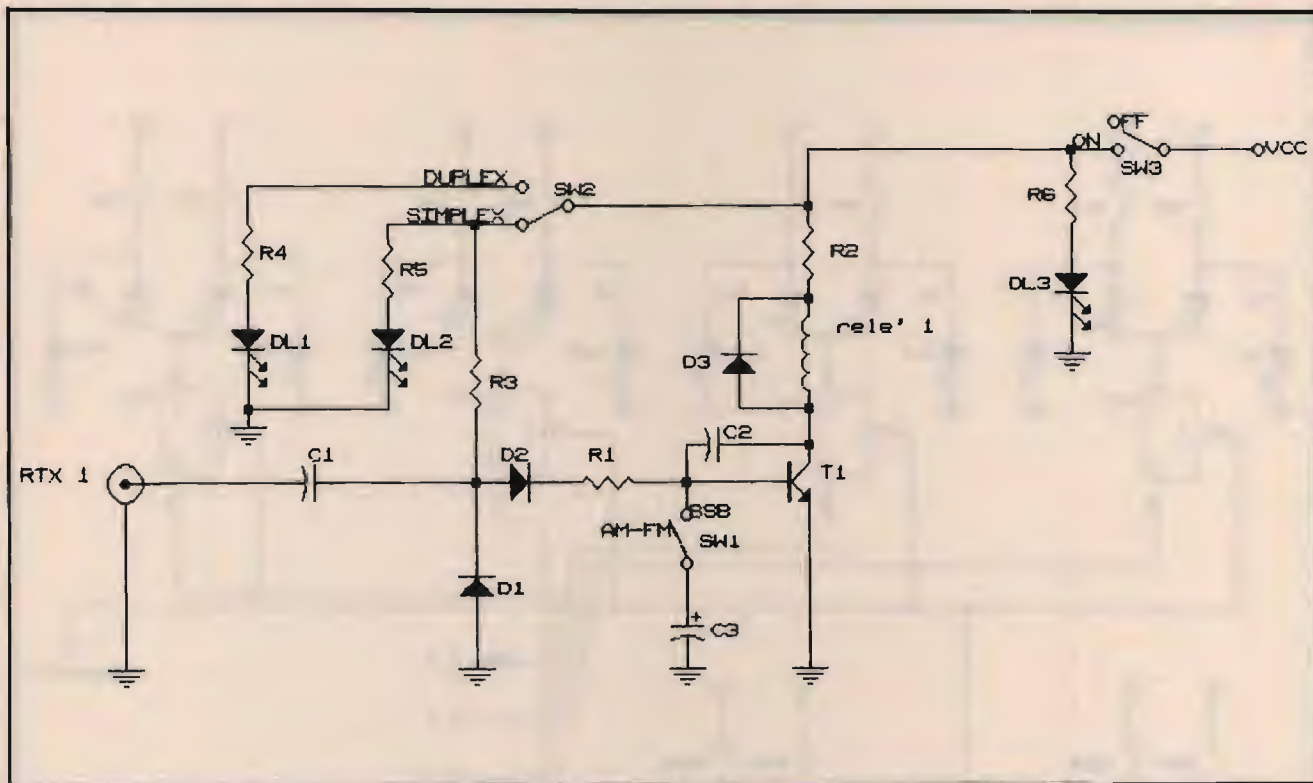 OFF
ON
VCC
SW3
DUPLEX
SW2
SIMPLEX
R6
R4
R5
R2
DL3
rele' 1
DL1
DL2
D3
R3
C2
C1
D2
R1
T1
RTX 1
SSB
AM-FM
SW1
D1
+
C3